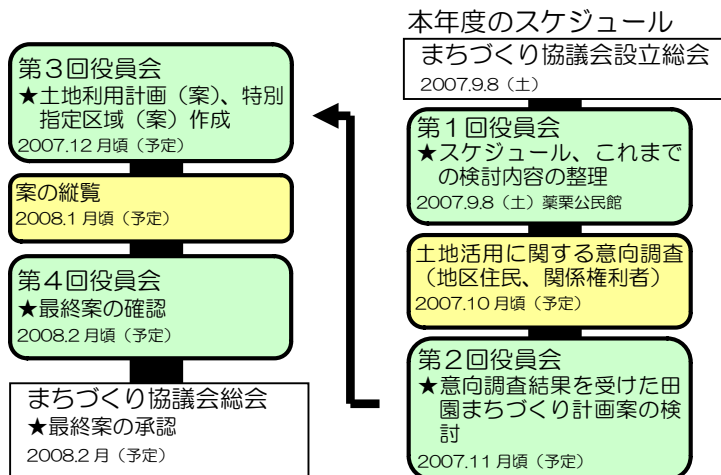 本年度のスケジュール
まちづくり協議会設立総会
2007.9.8（土）
第１回役員会
★スケジュール、これまで
の検討内容の整理
2007.9.8（土）薬栗公民館
土地活用に関する意向調査
（地区住民、関係権利者）
2007.10月頃（予定）
第２回役員会
★意向調査結果を受けた田
園まちづくり計画案の検
討
2007.11月頃（予定）
第３回役員会
★土地利用計画（案）、特別
指定区域（案）作成
2007.12月頃（予定）
案の縦覧
2008.1月頃（予定）
第４回役員会
★最終案の確認
2008.2月頃（予定）
まちづくり協議会総会
★最終案の承認
2008.2月（予定）